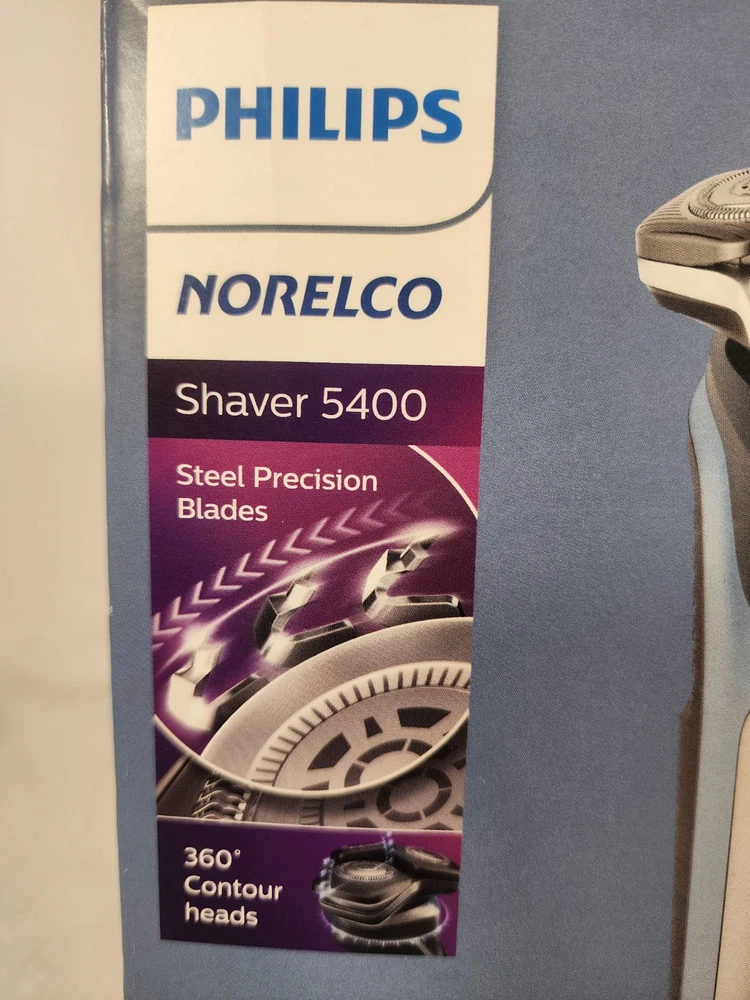 PHILIPS
NORELCO
Shaver 5400
Steel Precision
Blades
360°
Contour
heads